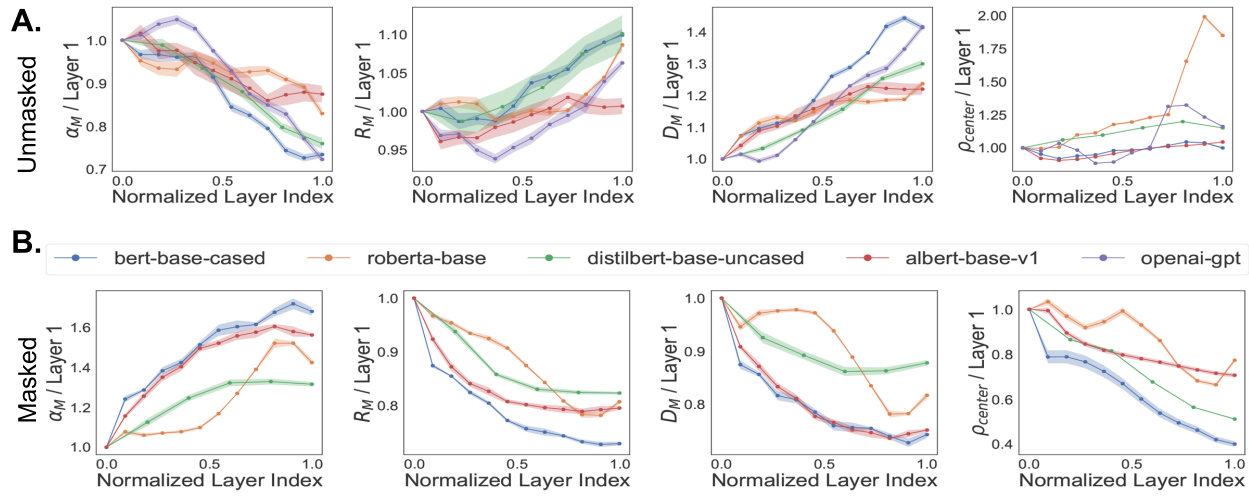 A.
Unmasked
α_M / Layer 1
1.0
0.9
0.8
0.7
0.0 0.5 1.0
Normalized Layer Index
R_M / Layer 1
1.10
1.05
1.00
0.95
0.0 0.5 1.0
Normalized Layer Index
D_M / Layer 1
1.4
1.3
1.2
1.1
1.0
0.0 0.5 1.0
Normalized Layer Index
ρ_center / Layer 1
2.00
1.75
1.50
1.25
1.00
0.0 0.5 1.0
Normalized Layer Index
B.
bert-base-cased roberta-base distilbert-base-uncased albert-base-v1 openai-gpt
Masked
α_M / Layer 1
1.6
1.4
1.2
1.0
0.0 0.5 1.0
Normalized Layer Index
R_M / Layer 1
1.0
0.9
0.8
0.0 0.5 1.0
Normalized Layer Index
D_M / Layer 1
1.0
0.9
0.8
0.0 0.5 1.0
Normalized Layer Index
ρ_center / Layer 1
1.0
0.8
0.6
0.4
0.0 0.5 1.0
Normalized Layer Index